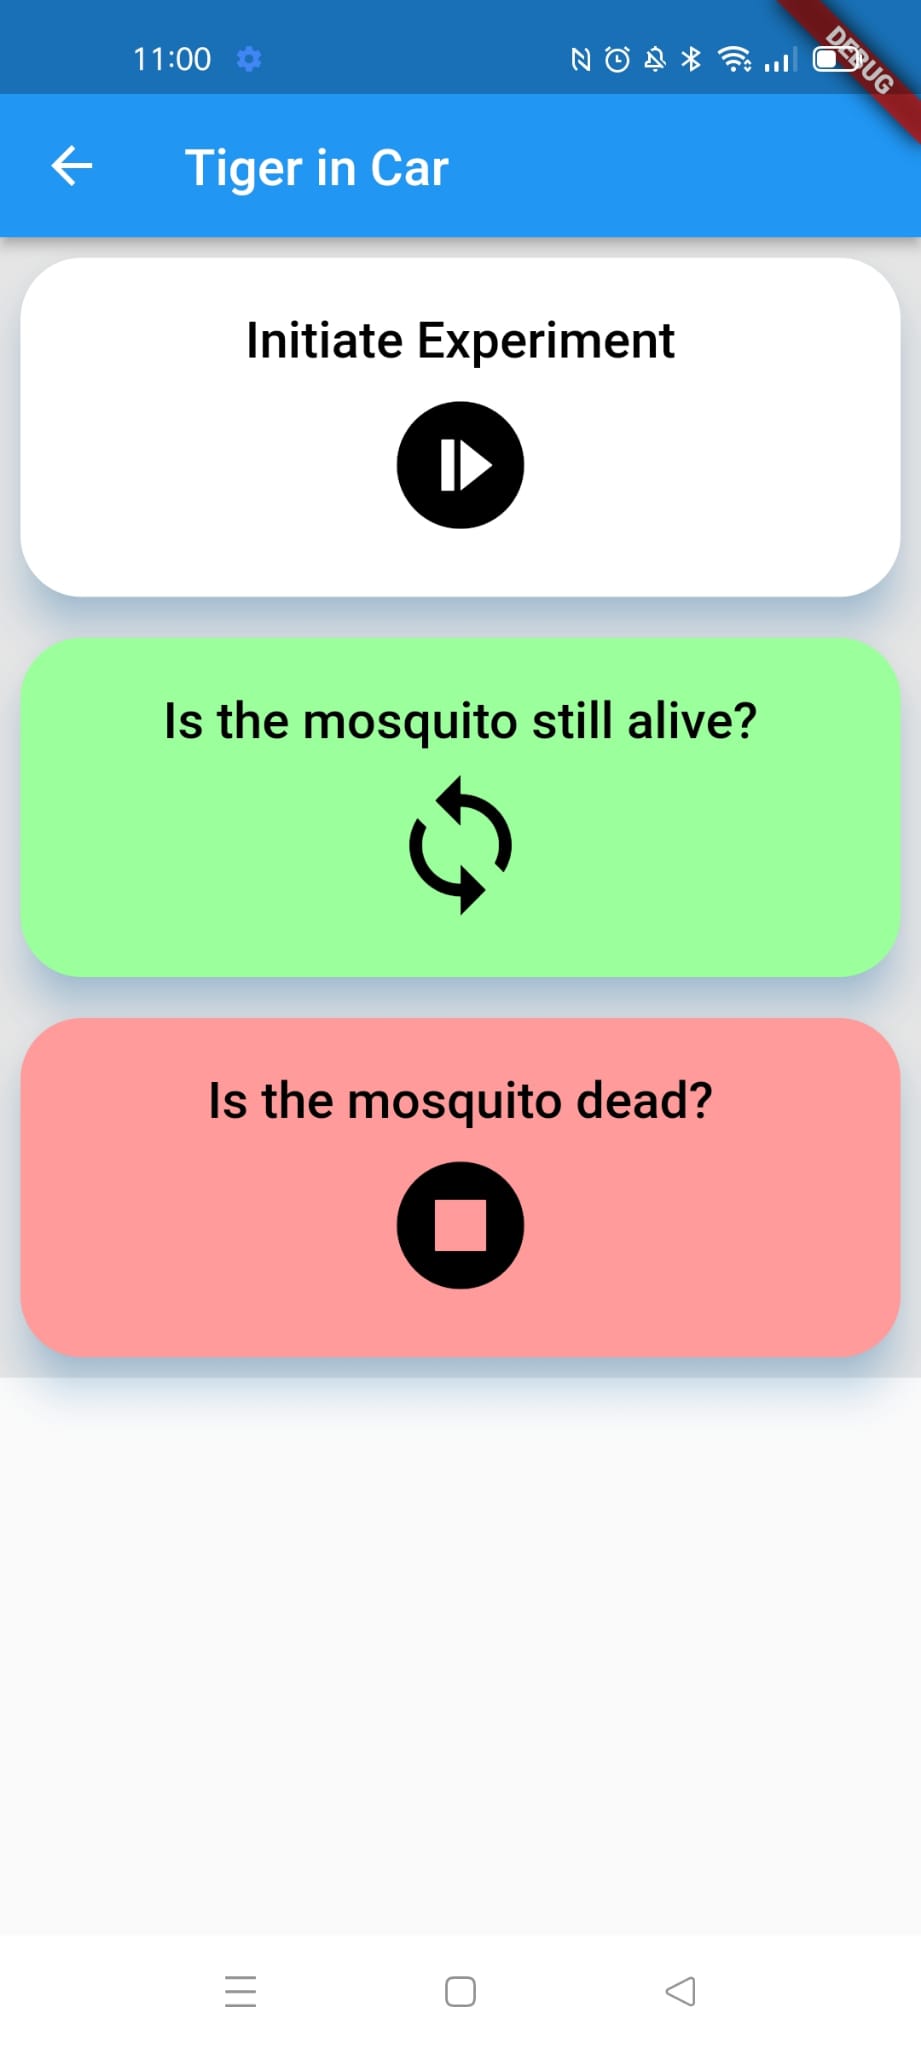 11:00
DEBUG
Tiger in Car
Initiate Experiment
Is the mosquito still alive?
Is the mosquito dead?